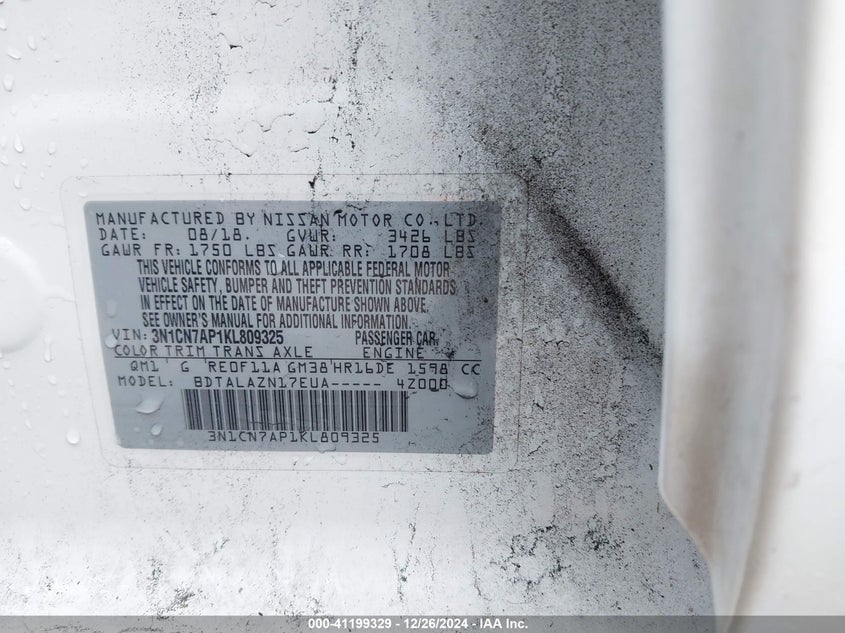 MANUFACTURED BY NISSAN MOTOR CO., LTD.
DATE: 08/18. GVWR: 3426 LBS
GAWR FR: 1750 LBS GAWR RR: 1708 LBS
THIS VEHICLE CONFORMS TO ALL APPLICABLE FEDERAL MOTOR
VEHICLE SAFETY, BUMPER AND THEFT PREVENTION STANDARDS
IN EFFECT ON THE DATE OF MANUFACTURE SHOWN ABOVE.
SEE OWNER'S MANUAL FOR ADDITIONAL INFORMATION.
VIN: 3N1CN7AP1KL809325 PASSENGER CAR.
COLOR TRIM TRANS AXLE ENGINE
QM1 G RE0F11A GM38 HR16DE 1598 CC
MODEL: BDTALAZN17EUA----- 4Z000
3N1CN7AP1KL809325
000-41199329 - 12/26/2024 - IAA, Inc.